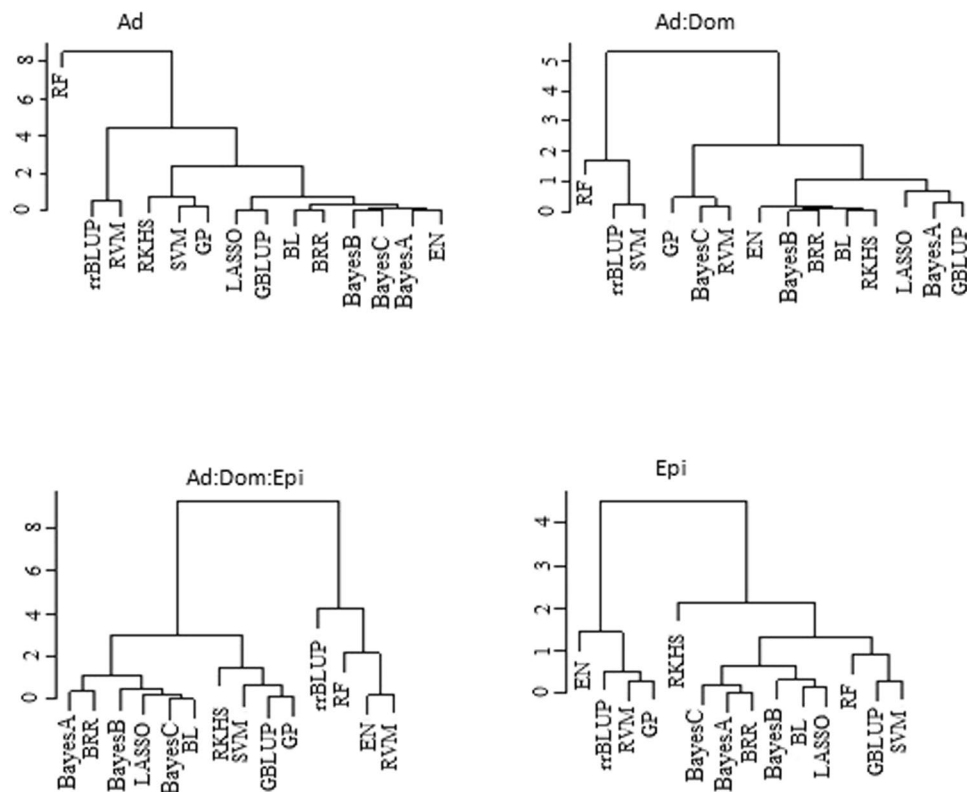 Ad
8
6
4
2
0
RF
rrBLUP
RVM
RKHS
SVM
GP
LASSO
GBLUP
BL
BRR
BayesB
BayesC
BayesA
EN
Ad:Dom
5
4
3
2
1
0
RF
rrBLUP
SVM
GP
BayesC
RVM
EN
BayesB
BRR
BL
RKHS
LASSO
BayesA
GBLUP
Ad:Dom:Epi
8
6
4
2
0
BayesA
BRR
BayesB
LASSO
BayesC
BL
RKHS
SVM
GBLUP
GP
rrBLUP
RF
EN
RVM
Epi
4
3
2
1
0
EN
rrBLUP
RVM
GP
RKHS
BayesC
BayesA
BRR
BayesB
BL
LASSO
RF
GBLUP
SVM